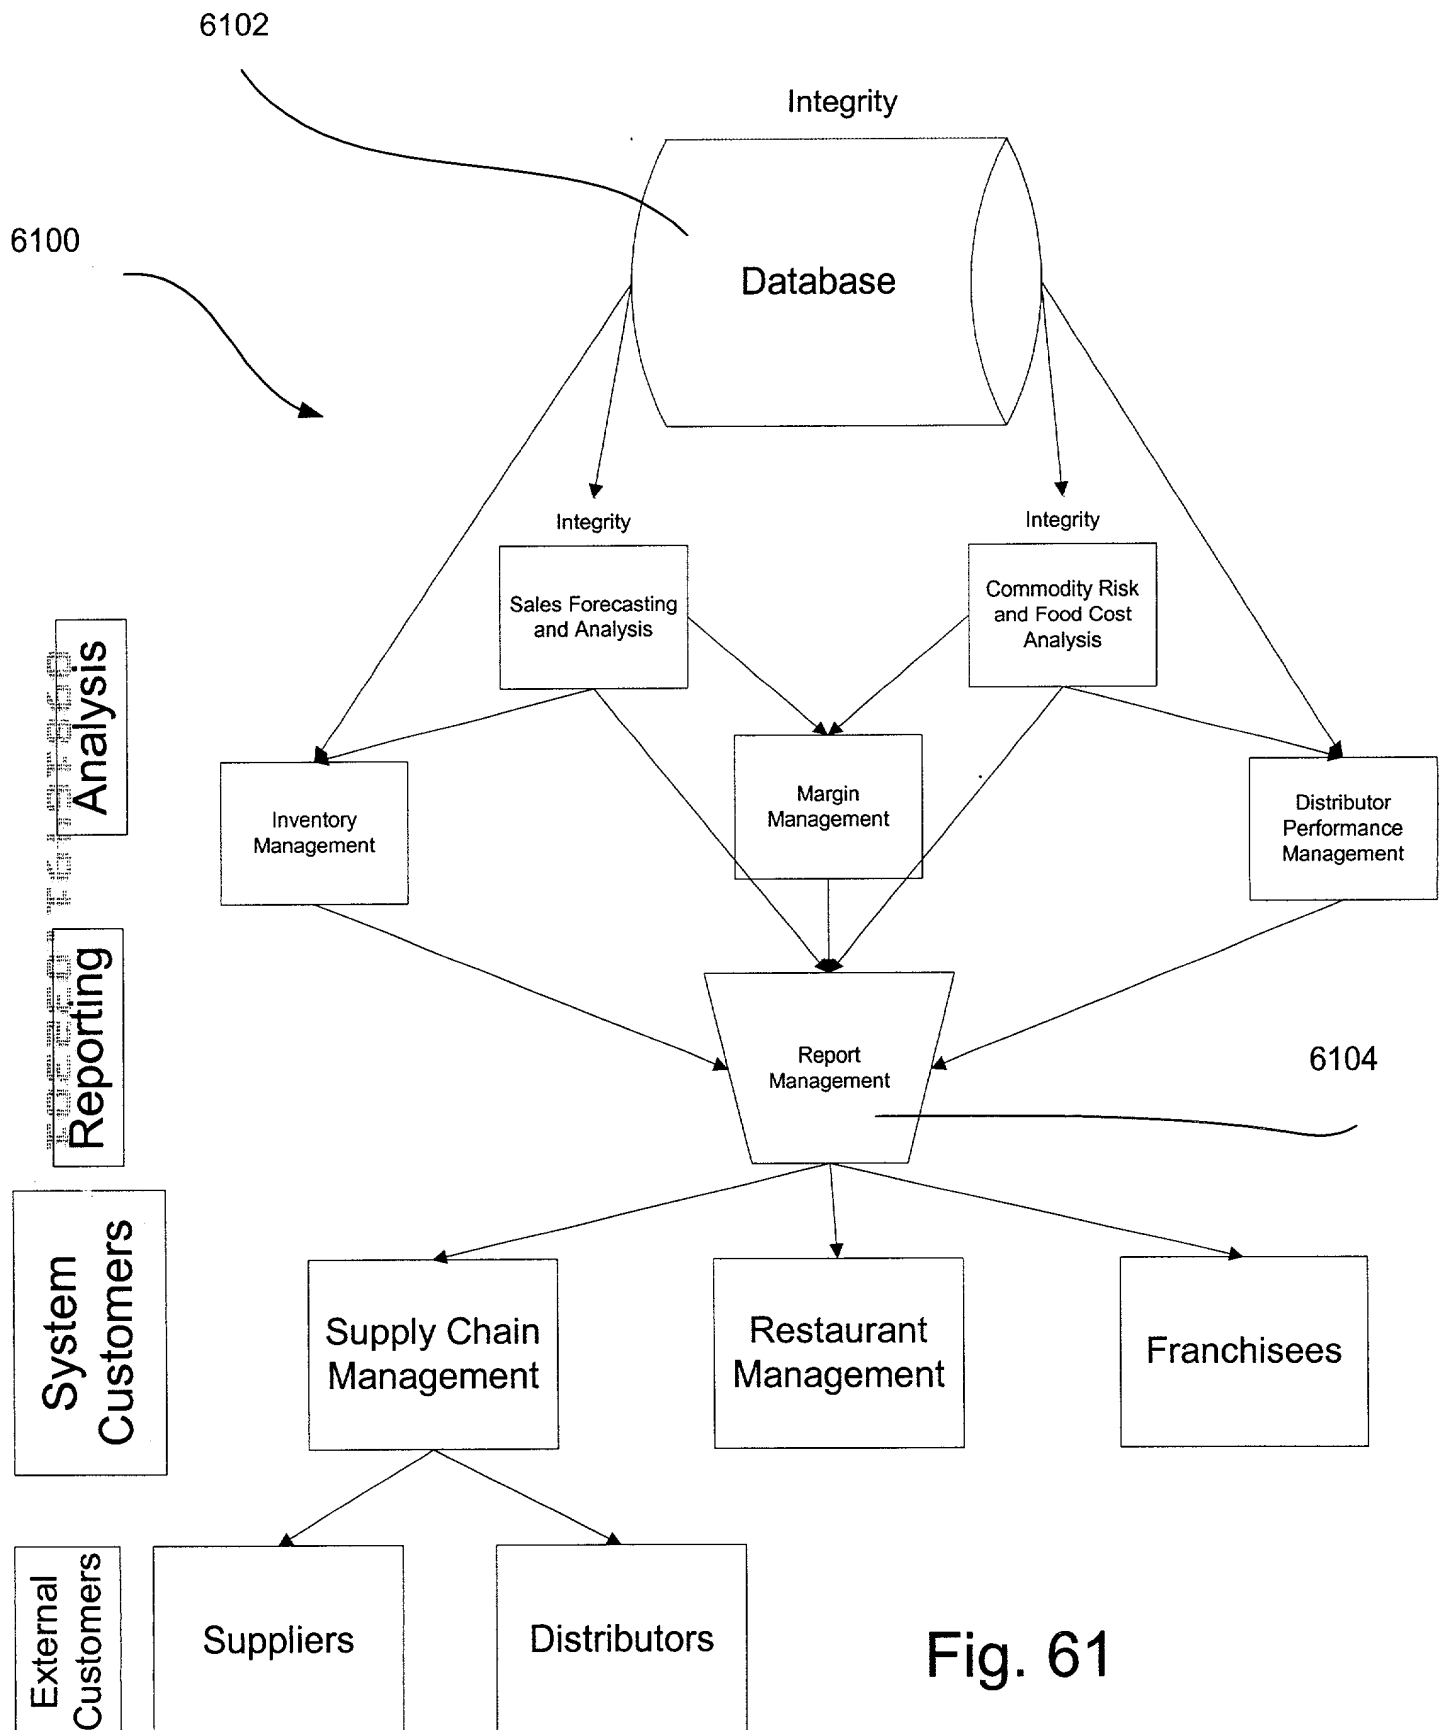 6102
Integrity
6100
Database
Integrity
Integrity
Sales Forecasting
and Analysis
Commodity Risk
and Food Cost
Analysis
Analysis
Inventory
Management
Margin
Management
Distributor
Performance
Management
Reporting
Report
Management
6104
System
Customers
Supply Chain
Management
Restaurant
Management
Franchisees
External
Customers
Suppliers
Distributors
Fig. 61